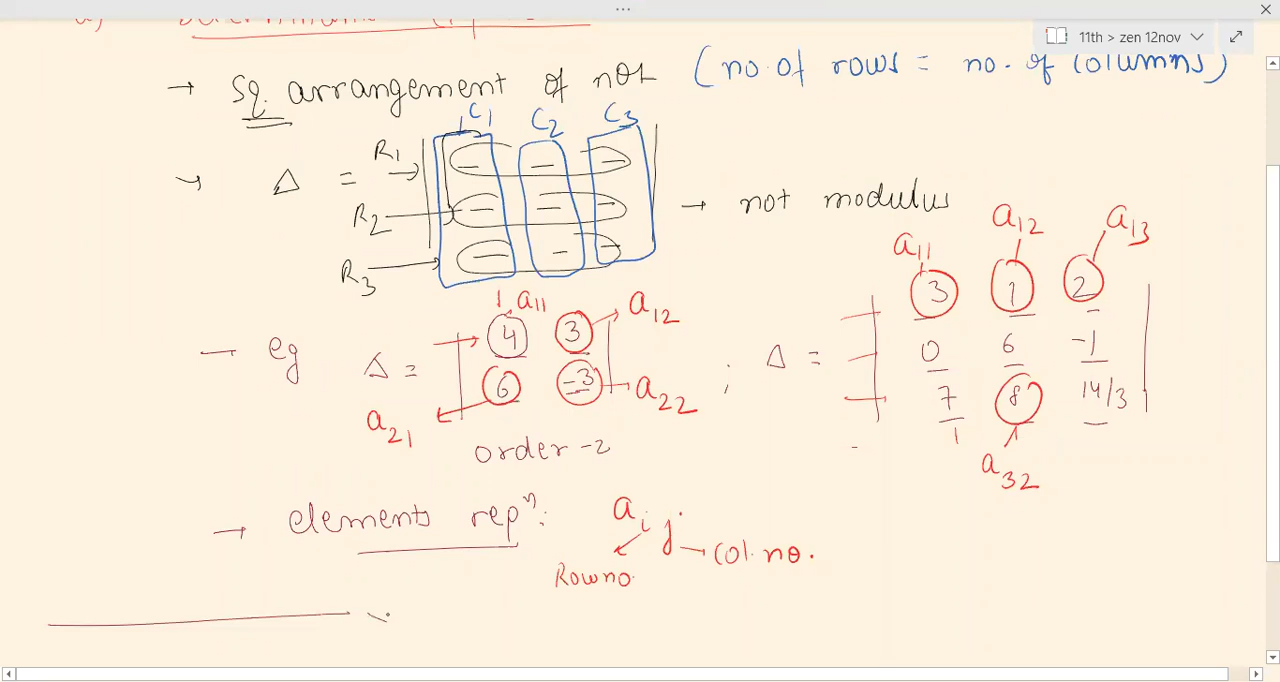 11th > zen 12nov
→ Sq. arrangement of nos. (no. of rows = no. of columns)
C1 C2 C3
→ Δ = R1 → not modulus
R2
R3
a11 a12 a13
3 1 2
a11 a12
→ eg Δ = 4 3 ; Δ = 0 6 -1
6 -3 7 8 14/3
a21 a22
order -2 a32
→ elements repⁿ: aij
Row no. Col. no.